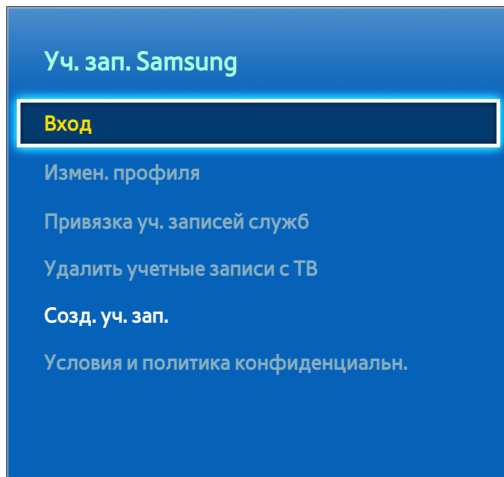 Уч. зап. Samsung
Вход
Измен. профиля
Привязка уч. записей служб
Удалить учетные записи с ТВ
Созд. уч. зап.
Условия и политика конфиденциальн.